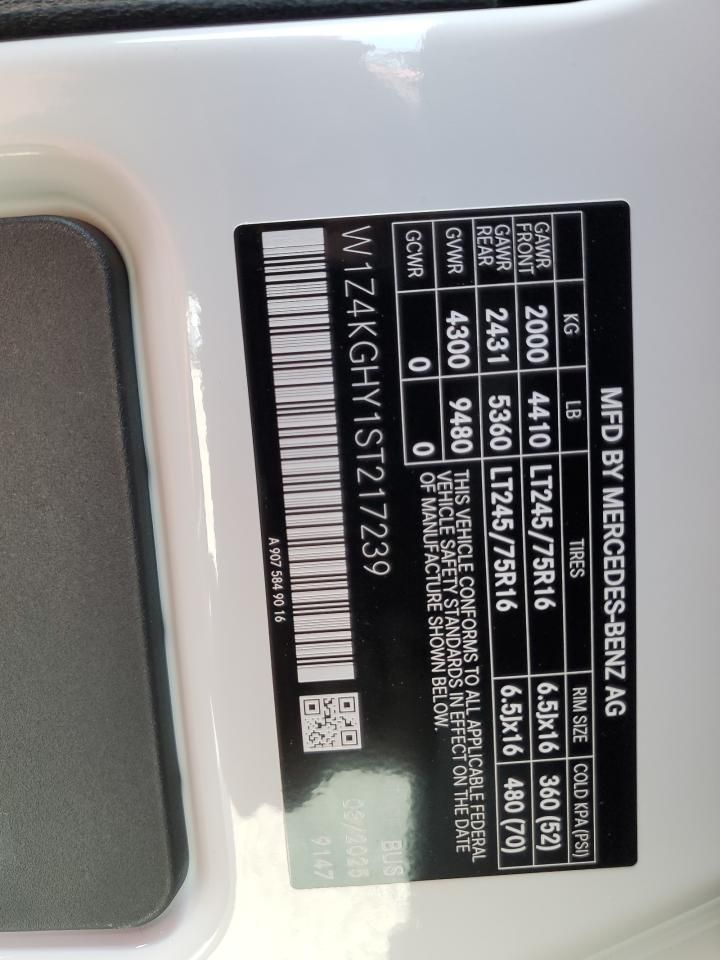 MFD BY MERCEDES-BENZ AG
KG LB TIRES RIM SIZE COLD KPA (PSI)
GAWR FRONT 2000 4410 LT245/75R16 6.5Jx16 360 (52)
GAWR REAR 2431 5360 LT245/75R16 6.5Jx16 480 (70)
GVWR 4300 9480
GCWR 0 0
THIS VEHICLE CONFORMS TO ALL APPLICABLE FEDERAL
VEHICLE SAFETY STANDARDS IN EFFECT ON THE DATE
OF MANUFACTURE SHOWN BELOW.
W1Z4KGHY1ST217239
BUS
03/2025
9147
A 907 584 90 16